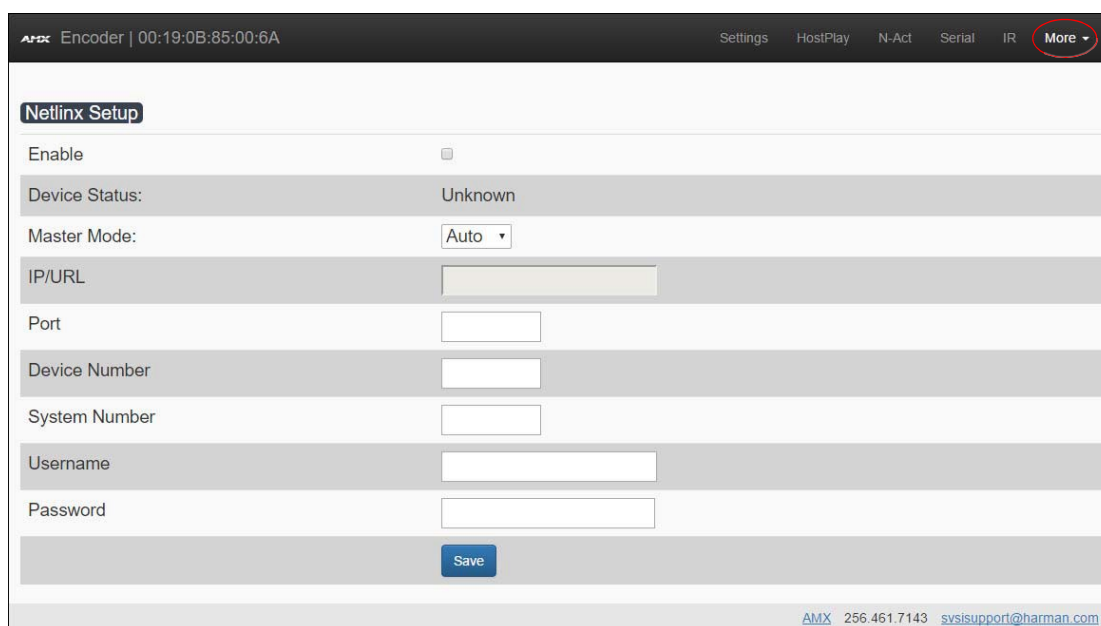 AMX Encoder | 00:19:0B:85:00:6A Settings HostPlay N-Act Serial IR More
Netlinx Setup
Enable
Device Status: Unknown
Master Mode: Auto
IP/URL
Port
Device Number
System Number
Username
Password
Save
AMX 256.461.7143 svsisupport@harman.com